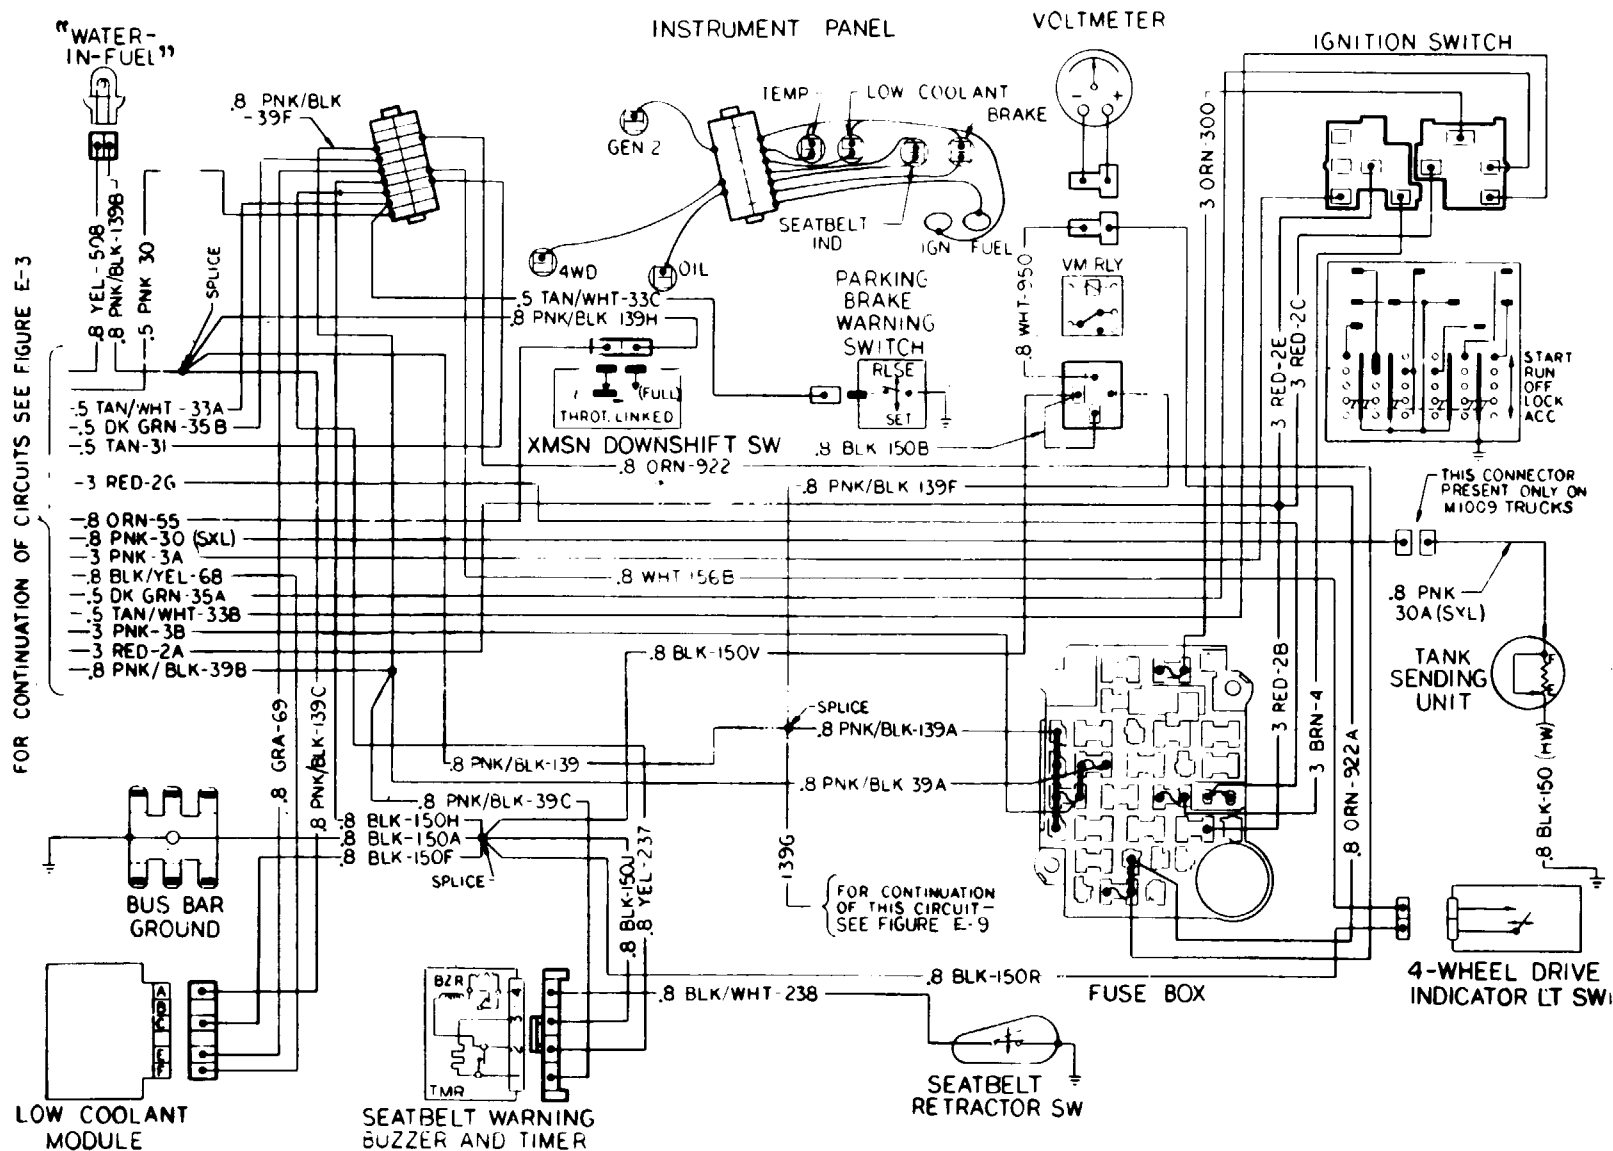 "WATER-
IN-FUEL"
INSTRUMENT PANEL
VOLTMETER
IGNITION SWITCH
.8 PNK/BLK
-39F
GEN 2
TEMP
LOW COOLANT
BRAKE
SEATBELT
IND
IGN
FUEL
4WD
OIL
- +
3 ORN-300
.8 YEL-508
.8 PNK/BLK-139B
.5 PNK 30
SPLICE
FOR CONTINUATION OF CIRCUITS SEE FIGURE E-3
.5 TAN/WHT-33C
.8 PNK/BLK 139H
PARKING
BRAKE
WARNING
SWITCH
RLSE
SET
.8 WHT-950
VM RLY
3 RED-2E
3 RED-2C
START
RUN
OFF
LOCK
ACC
(FULL)
THROT. LINKED
XMSN DOWNSHIFT SW
.8 BLK 150B
.8 ORN-922
.8 PNK/BLK 139F
THIS CONNECTOR
PRESENT ONLY ON
M1009 TRUCKS
-.5 TAN/WHT-33A
-.5 DK GRN-35B
-.5 TAN-31
-3 RED-2G
-.8 ORN-55
-.8 PNK-30 (SXL)
-3 PNK-3A
-.8 BLK/YEL-68
-.5 DK GRN-35A
-.5 TAN/WHT-33B
-3 PNK-3B
-3 RED-2A
-.8 PNK/BLK-39B
.8 WHT 156B
.8 PNK
30A(SXL)
TANK
SENDING
UNIT
F
E
.8 BLK-150 (HW)
.8 BLK-150V
SPLICE
.8 PNK/BLK-139A
.8 PNK/BLK-139
.8 PNK/BLK 39A
.8 PNK/BLK-39C
.8 GRA-69
.8 PNK/BLK-139C
3 RED-2B
3 BRN-4
.8 ORN-922A
.8 BLK-150H
.8 BLK-150A
.8 BLK-150F
SPLICE
.8 BLK-150J
.8 YEL-237
139G
FOR CONTINUATION
OF THIS CIRCUIT-
SEE FIGURE E-9
BUS BAR
GROUND
.8 BLK-150R
.8 BLK/WHT-238
FUSE BOX
4-WHEEL DRIVE
INDICATOR LT SW
A
B
C
E
F
BZR
TMR
4
3
2
LOW COOLANT
MODULE
SEATBELT WARNING
BUZZER AND TIMER
SEATBELT
RETRACTOR SW